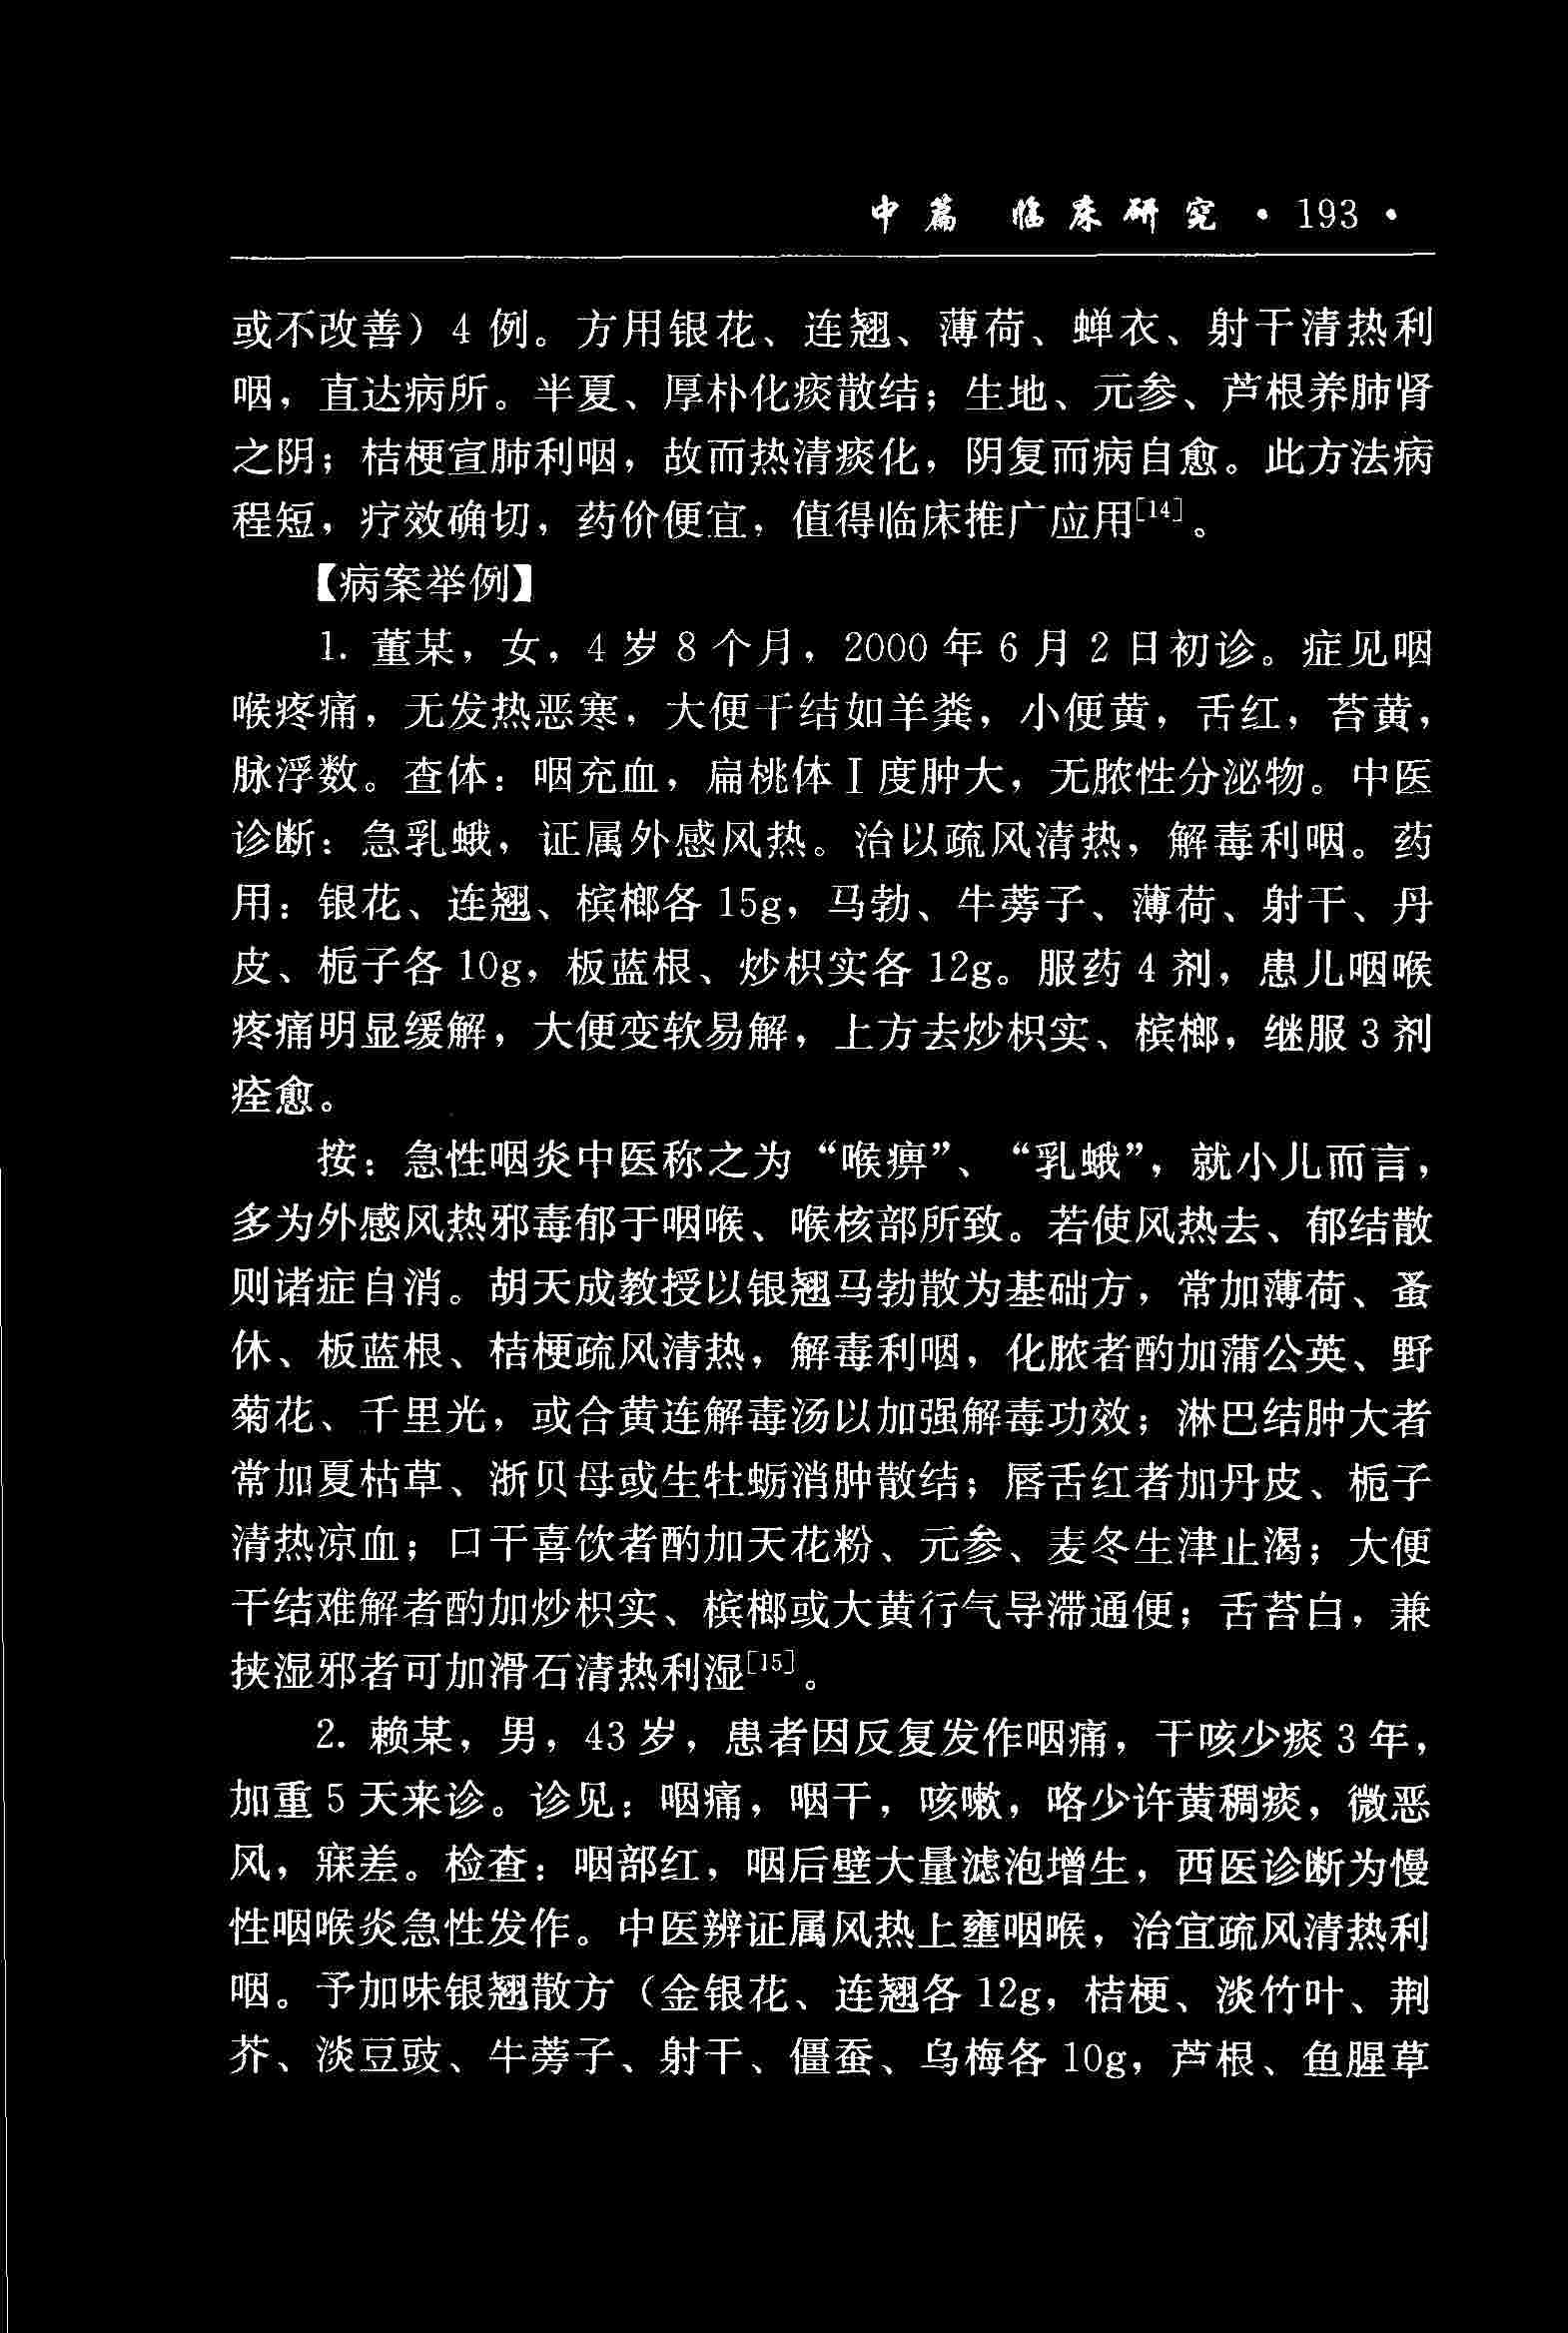 中篇 临床研究 • 193 •
或不改善）4 例。方用银花、连翘、薄荷、蝉衣、射干清热利
咽，直达病所。半夏、厚朴化痰散结；生地、元参、芦根养肺肾
之阴；桔梗宣肺利咽，故而热清痰化，阴复而病自愈。此方法病
程短，疗效确切，药价便宜，值得临床推广应用[14]。
【病案举例】
1. 董某，女，4 岁 8 个月，2000 年 6 月 2 日初诊。症见咽
喉疼痛，无发热恶寒，大便干结如羊粪，小便黄，舌红，苔黄，
脉浮数。查体：咽充血，扁桃体 I 度肿大，无脓性分泌物。中医
诊断：急乳蛾，证属外感风热。治以疏风清热，解毒利咽。药
用：银花、连翘、槟榔各 15g，马勃、牛蒡子、薄荷、射干、丹
皮、栀子各 10g，板蓝根、炒枳实各 12g。服药 4 剂，患儿咽喉
疼痛明显缓解，大便变软易解，上方去炒枳实、槟榔，继服 3 剂
痊愈。
按：急性咽炎中医称之为“喉痹”、“乳蛾”，就小儿而言，
多为外感风热邪毒郁于咽喉、喉核部所致。若使风热去、郁结散
则诸症自消。胡天成教授以银翘马勃散为基础方，常加薄荷、蚤
休、板蓝根、桔梗疏风清热，解毒利咽，化脓者酌加蒲公英、野
菊花、千里光，或合黄连解毒汤以加强解毒功效；淋巴结肿大者
常加夏枯草、浙贝母或生牡蛎消肿散结；唇舌红者加丹皮、栀子
清热凉血；口干喜饮者酌加天花粉、元参、麦冬生津止渴；大便
干结难解者酌加炒枳实、槟榔或大黄行气导滞通便；舌苔白，兼
挟湿邪者可加滑石清热利湿[15]。
2. 赖某，男，43 岁，患者因反复发作咽痛，干咳少痰 3 年，
加重 5 天来诊。诊见：咽痛，咽干，咳嗽，咯少许黄稠痰，微恶
风，寐差。检查：咽部红，咽后壁大量滤泡增生，西医诊断为慢
性咽喉炎急性发作。中医辨证属风热上壅咽喉，治宜疏风清热利
咽。予加味银翘散方（金银花、连翘各 12g，桔梗、淡竹叶、荆
芥、淡豆豉、牛蒡子、射干、僵蚕、乌梅各 10g，芦根、鱼腥草